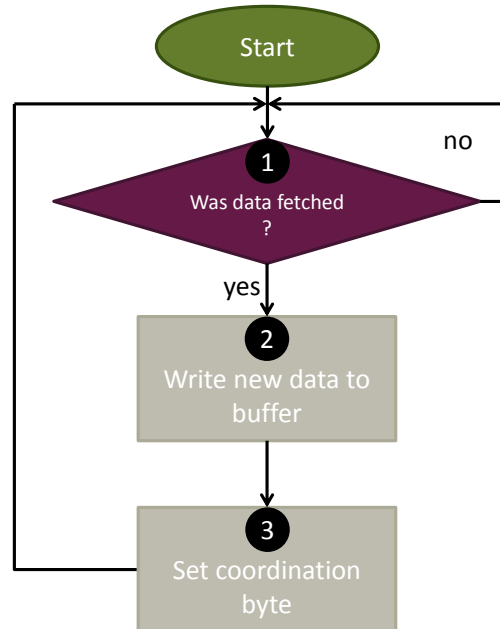 Start
no
1
Was data fetched
?
yes
2
Write new data to
buffer
3
Set coordination
byte